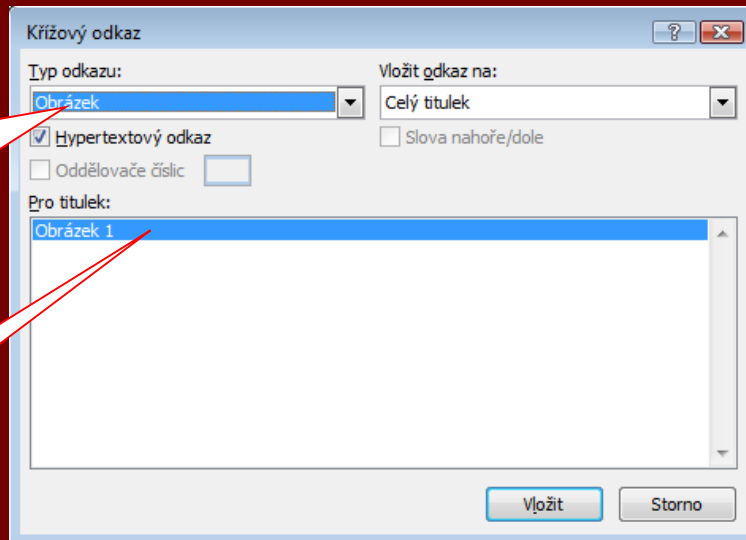 Křížový odkaz
Typ odkazu: Vložit odkaz na:
Obrázek Celý titulek
Hypertextový odkaz Slova nahoře/dole
Oddělovače číslic
Pro titulek:
Obrázek 1
Vložit Storno